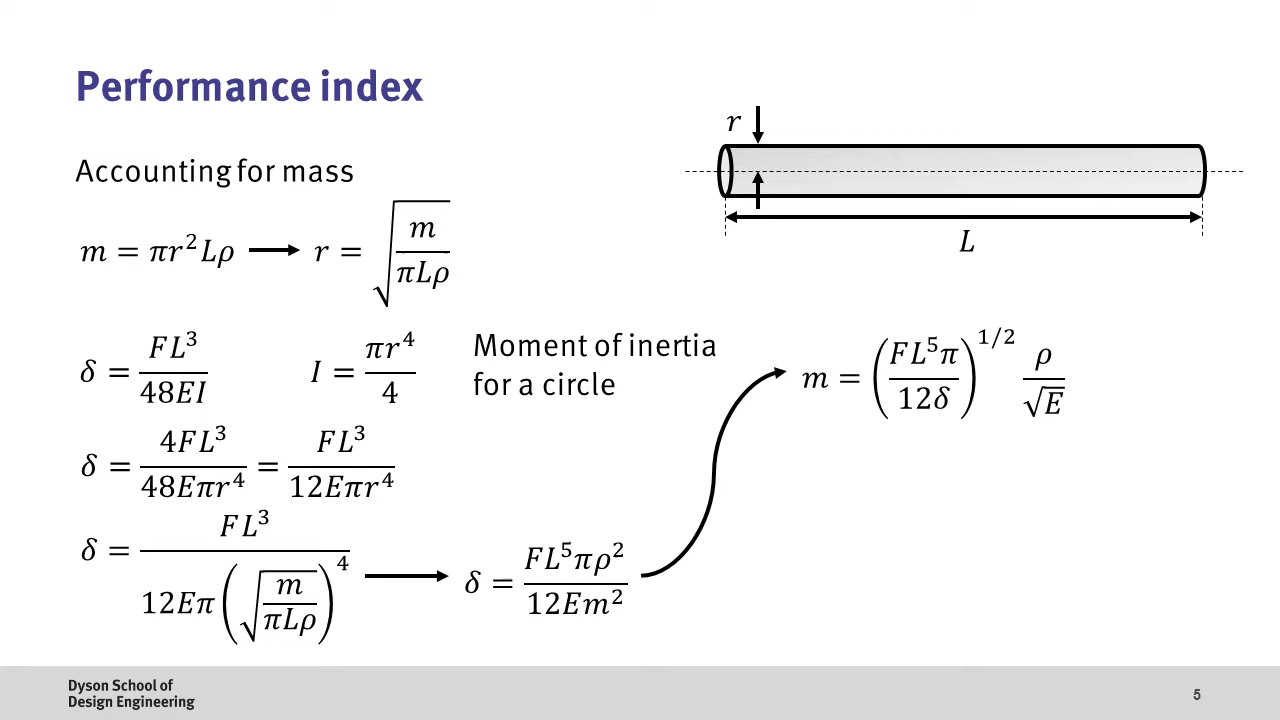 Performance index
Accounting for mass
m = πr²Lρ ⟶ r = √(m/(πLρ))
r
L
δ = FL³/(48EI)
I = πr⁴/4
Moment of inertia
for a circle
δ = 4FL³/(48Eπr⁴) = FL³/(12Eπr⁴)
δ = FL³/(12Eπ(√(m/(πLρ)))⁴) ⟶ δ = FL⁵πρ²/(12Em²)
m = (FL⁵π/(12δ))^(1/2) ρ/√E
Dyson School of
Design Engineering
5